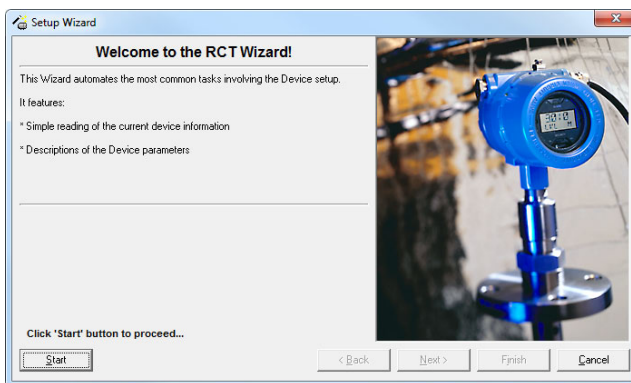 Setup Wizard
Welcome to the RCT Wizard!
This Wizard automates the most common tasks involving the Device setup.
It features:
* Simple reading of the current device information
* Descriptions of the Device parameters
Click 'Start' button to proceed...
Start
< Back
Next >
Finish
Cancel